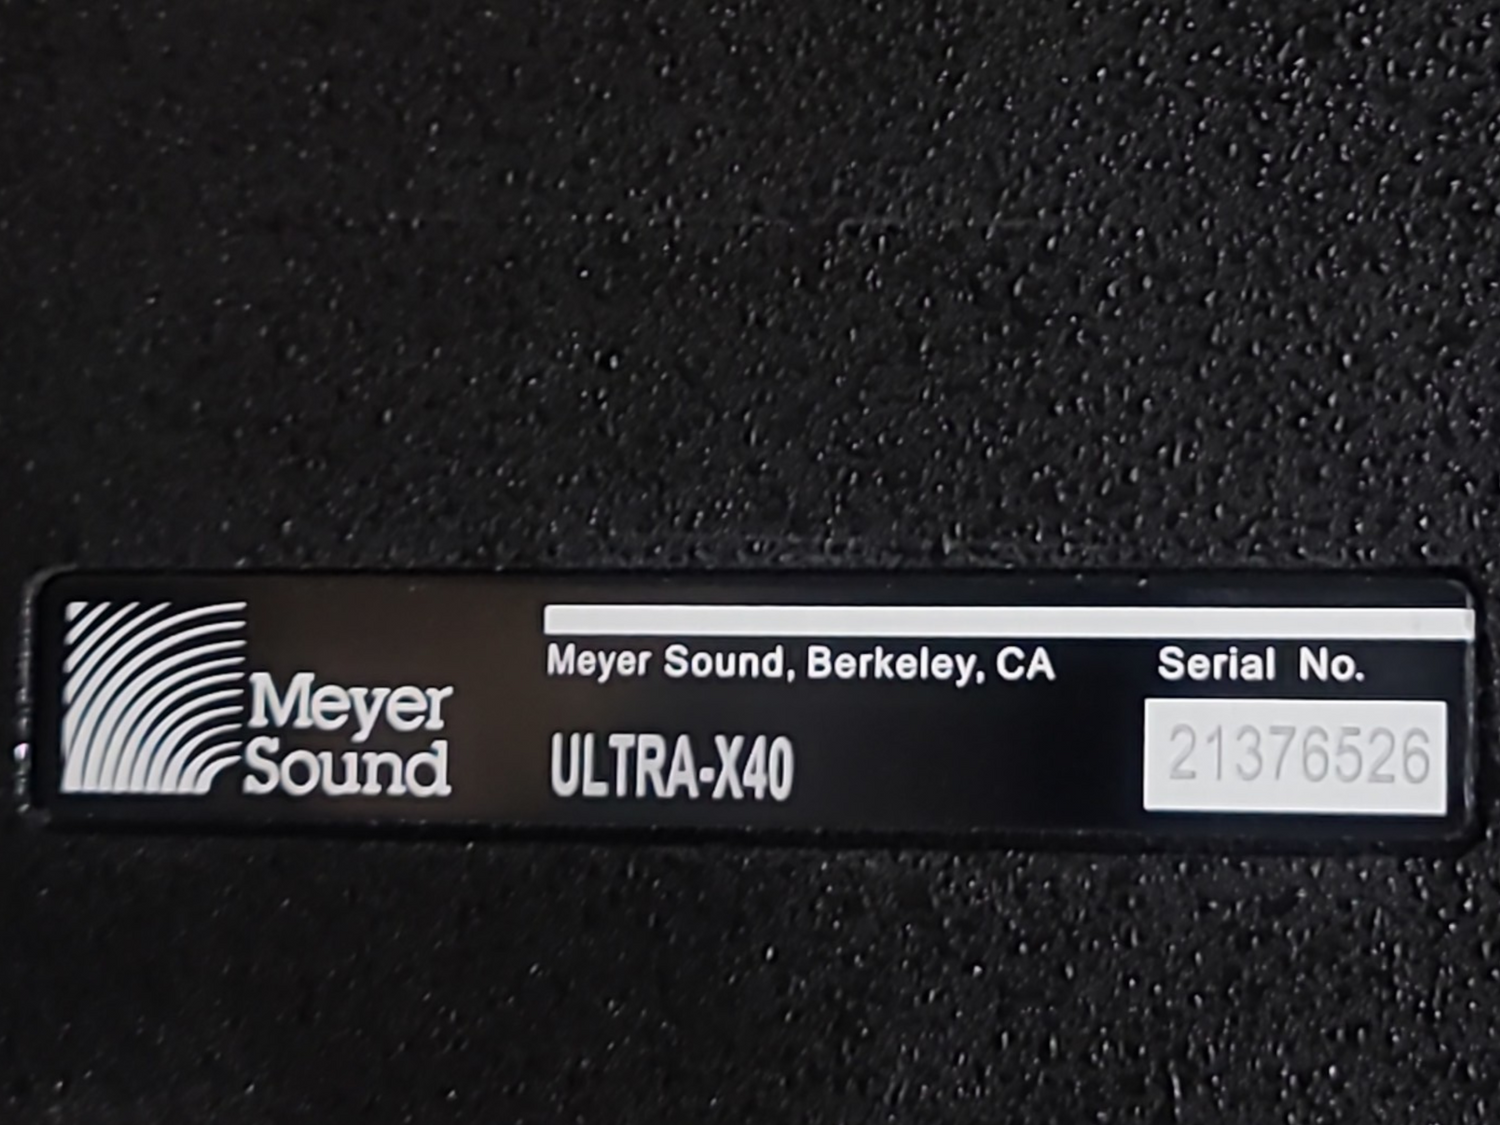 Meyer
Sound
Meyer Sound, Berkeley, CA
ULTRA-X40
Serial No.
21376526